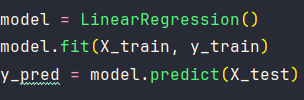 model = LinearRegression()
model.fit(X_train, y_train)
y_pred = model.predict(X_test)